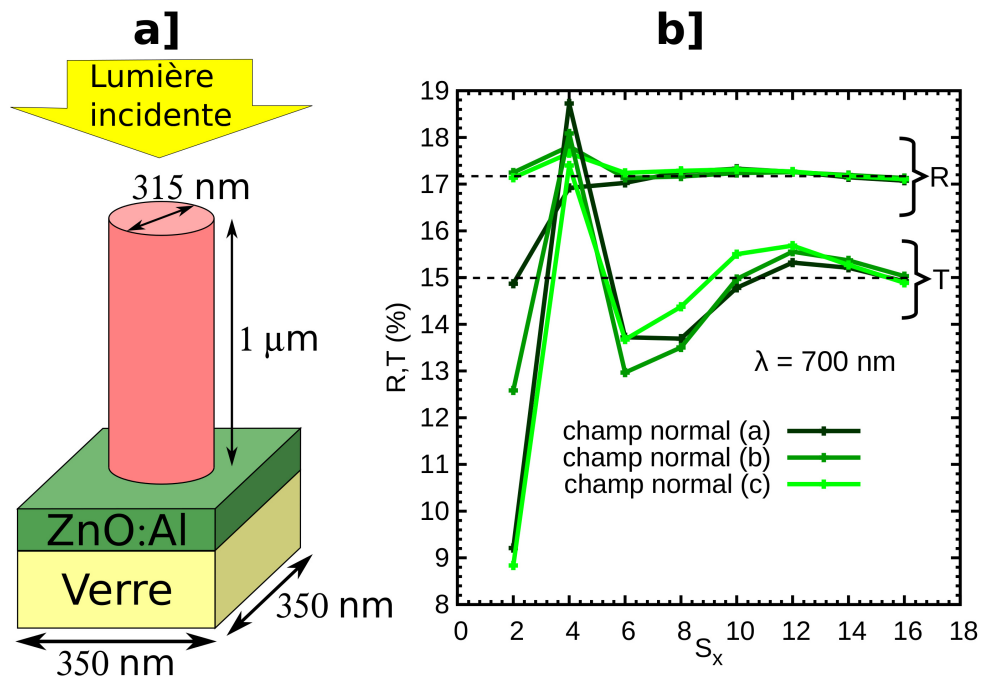 a]
Lumière
incidente
315 nm
1 μm
ZnO:Al
Verre
350 nm
350 nm
b]
19
18
17
16
15
14
13
12
11
10
9
8
R,T (%)
R
T
λ = 700 nm
champ normal (a)
champ normal (b)
champ normal (c)
0 2 4 6 8 10 12 14 16 18
Sx